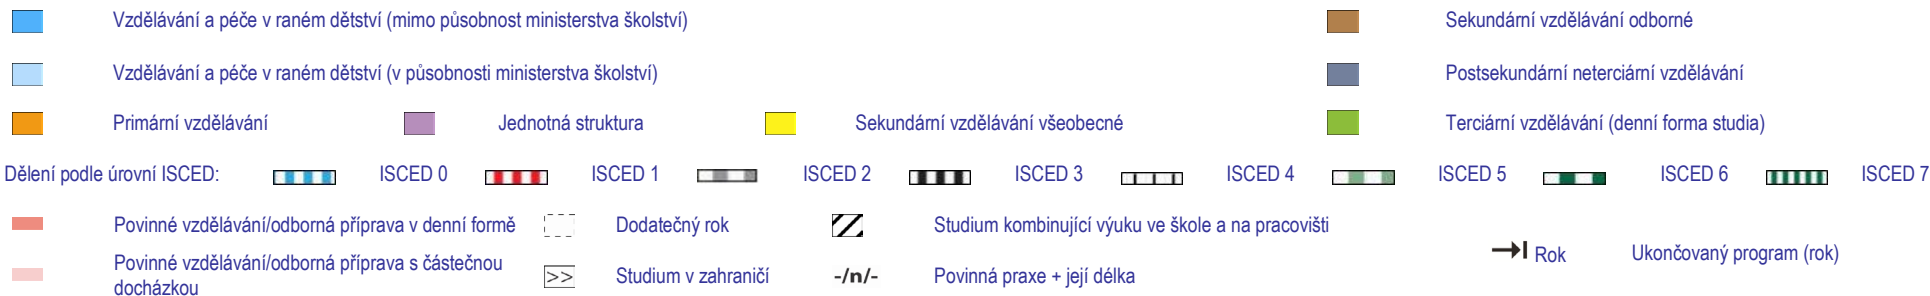 Vzdělávání a péče v raném dětství (mimo působnost ministerstva školství)
Sekundární vzdělávání odborné
Vzdělávání a péče v raném dětství (v působnosti ministerstva školství)
Postsekundární neterciární vzdělávání
Primární vzdělávání
Jednotná struktura
Sekundární vzdělávání všeobecné
Terciární vzdělávání (denní forma studia)
Dělení podle úrovní ISCED:
ISCED 0
ISCED 1
ISCED 2
ISCED 3
ISCED 4
ISCED 5
ISCED 6
ISCED 7
Povinné vzdělávání/odborná příprava v denní formě
Dodatečný rok
Studium kombinující výuku ve škole a na pracovišti
Rok
Ukončovaný program (rok)
Povinné vzdělávání/odborná příprava s částečnou
docházkou
>>
Studium v zahraničí
-/n/-
Povinná praxe + její délka